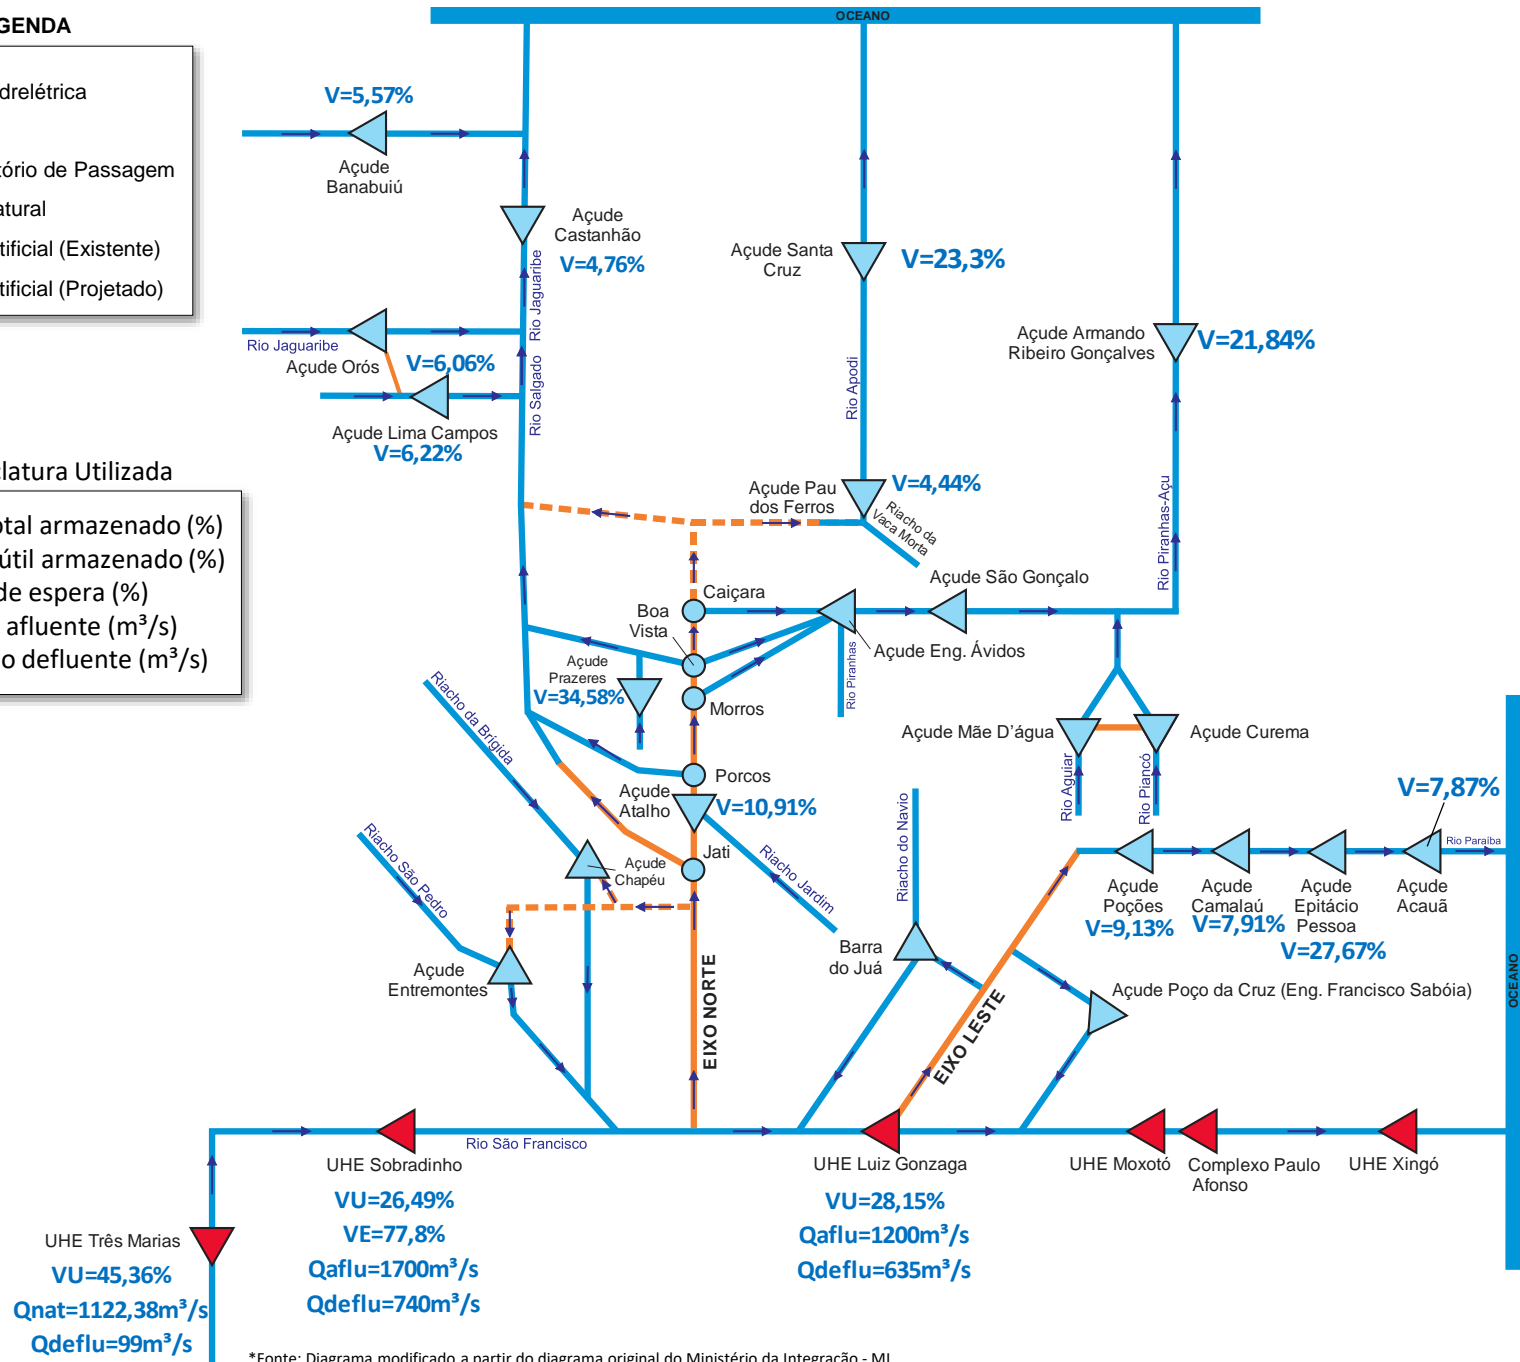 GENDA
drelétrica
tório de Passagem
atural
tificial (Existente)
tificial (Projetado)
clatura Utilizada
otal armazenado (%)
útil armazenado (%)
de espera (%)
afluente (m³/s)
o defluente (m³/s)
OCEANO
V=5,57%
Açude
Banabuiú
Açude
Castanhão
V=4,76%
Rio Jaguaribe
Rio Jaguaribe
Açude Orós
V=6,06%
Rio Salgado
Açude Lima Campos
V=6,22%
Açude Santa
Cruz
V=23,3%
Rio Apodi
Açude Armando
Ribeiro Gonçalves
V=21,84%
Açude Pau
dos Ferros
V=4,44%
Riacho da
Vaca Morta
Rio Piranhas-Açu
Açude São Gonçalo
Caiçara
Boa
Vista
Açude Eng. Ávidos
Rio Piranhas
Açude
Prazeres
V=34,58%
Morros
Riacho da Brígida
Açude Mãe D'água
Açude Curema
Rio Aguiar
Rio Piancó
Porcos
Açude
Atalho
V=10,91%
Jati
Riacho Jardim
Riacho do Navio
V=7,87%
Rio Paraíba
Riacho São Pedro
Açude
Chapéu
Açude
Poções
V=9,13%
Açude
Camalaú
V=7,91%
Açude
Epitácio
Pessoa
V=27,67%
Açude
Acauã
Açude
Entremontes
Barra
do Juá
EIXO NORTE
EIXO LESTE
Açude Poço da Cruz (Eng. Francisco Sabóia)
OCEANO
Rio São Francisco
UHE Sobradinho
VU=26,49%
VE=77,8%
Qaflu=1700m³/s
Qdeflu=740m³/s
UHE Luiz Gonzaga
VU=28,15%
Qaflu=1200m³/s
Qdeflu=635m³/s
UHE Moxotó
Complexo Paulo
Afonso
UHE Xingó
UHE Três Marias
VU=45,36%
Qnat=1122,38m³/s
Qdeflu=99m³/s
*Fonte: Diagrama modificado a partir do diagrama original do Ministério da Integração - MI